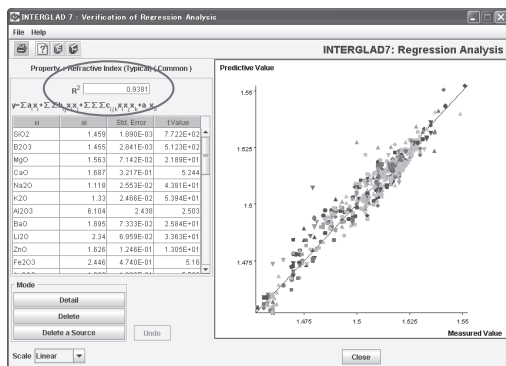 INTERGLAD 7 : Verification of Regression Analysis
File Help
INTERGLAD7: Regression Analysis
Property : Refractive Index (Typical) ( Common )
R2 0.9381
xi ai Std. Error t Value
SiO2 1.459 1.890E-03 7.722E+02
B2O3 1.455 2.841E-03 5.123E+02
MgO 1.563 7.142E-02 2.189E+01
CaO 1.687 3.217E-01 5.244
Na2O 1.118 2.553E-02 4.381E+01
K2O 1.33 2.466E-02 5.394E+01
Al2O3 6.104 2.438 2.503
BaO 1.895 7.333E-02 2.584E+01
Li2O 2.34 6.959E-02 3.363E+01
ZnO 1.626 1.246E-01 1.305E+01
Fe2O3 2.446 4.740E-01 5.16
Mode
Detail
Delete
Delete a Source
Undo
Scale Linear
Predictive Value
1.55
1.525
1.5
1.475
1.475 1.5 1.525 1.55
Measured Value
Close